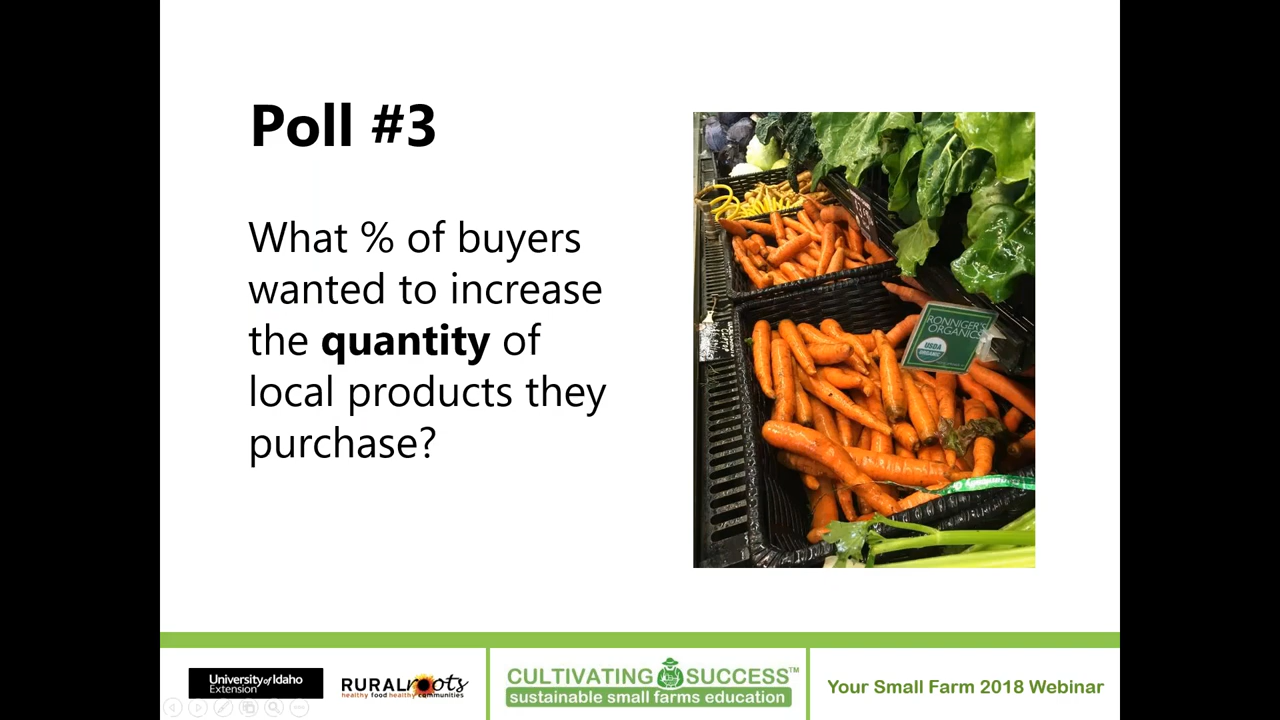 Poll #3
What % of buyers
wanted to increase
the quantity of
local products they
purchase?
RONNIGER'S
ORGANICS
USDA
ORGANIC
University of Idaho
Extension
RURALroots
healthy food healthy communities
CULTIVATING SUCCESS™
sustainable small farms education
Your Small Farm 2018 Webinar